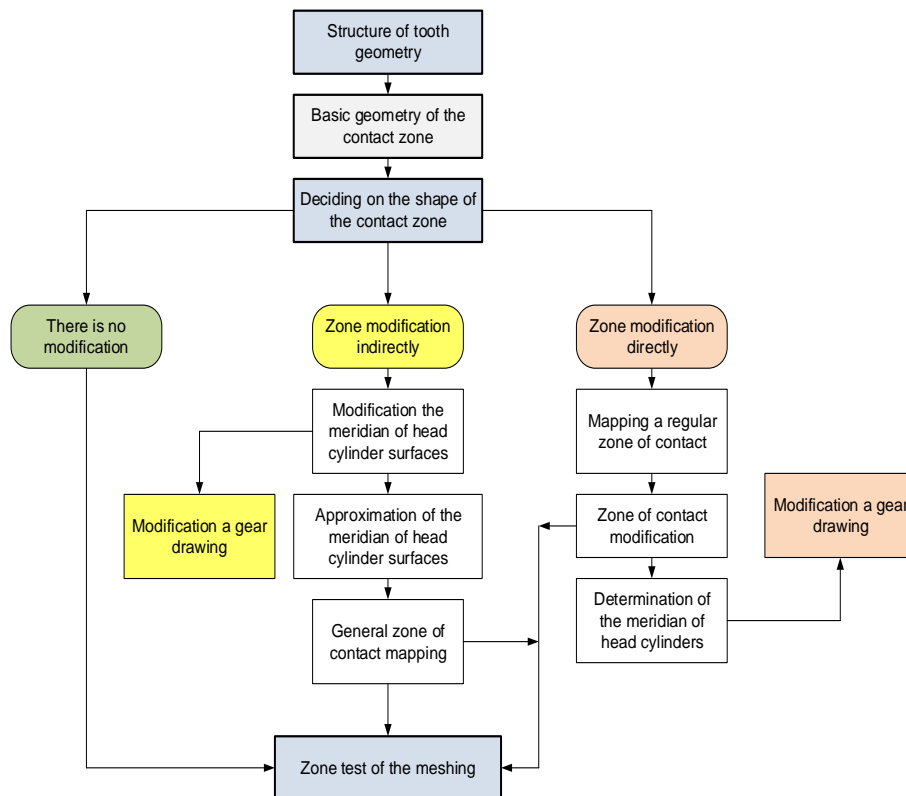 Structure of tooth
geometry
Basic geometry of the
contact zone
Deciding on the shape of
the contact zone
There is no
modification
Zone modification
indirectly
Zone modification
directly
Modification the
meridian of head
cylinder surfaces
Mapping a regular
zone of contact
Modification a gear
drawing
Approximation of the
meridian of head
cylinder surfaces
Zone of contact
modification
Modification a gear
drawing
General zone of
contact mapping
Determination of
the meridian of
head cylinders
Zone test of the meshing